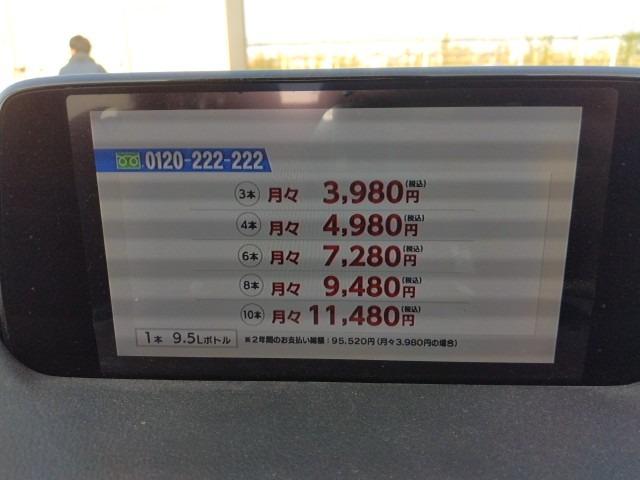 0120-222-222
3本 月々 3,980円(税込)
4本 月々 4,980円(税込)
6本 月々 7,280円(税込)
8本 月々 9,480円(税込)
10本 月々 11,480円(税込)
1本 9.5Lボトル ※2年間のお支払い総額:95,520円(月々3,980円の場合)